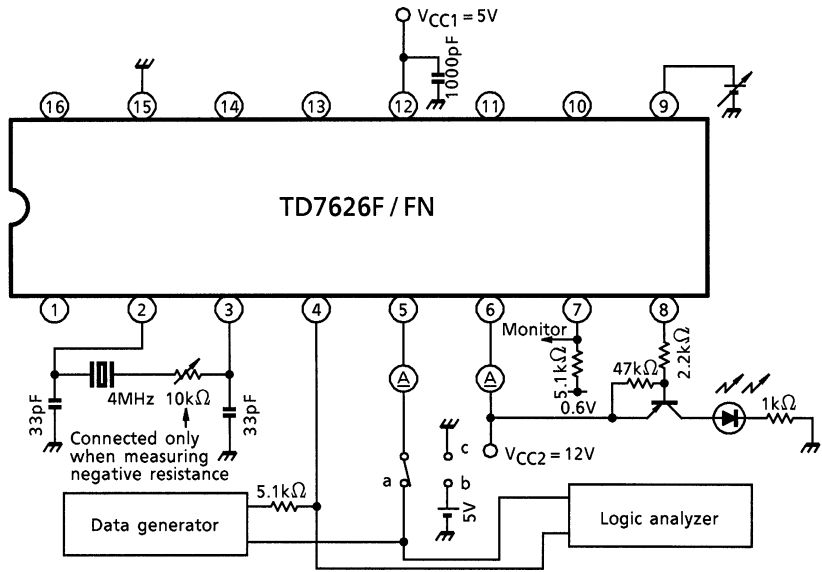 VCC1 = 5V
1000pF
16
15
14
13
12
11
10
9
TD7626F / FN
1
2
3
4
5
6
7
8
Monitor
A
A
5.1kΩ
47kΩ
2.2kΩ
33pF
4MHz
10kΩ
33pF
0.6V
1kΩ
Connected only
when measuring
negative resistance
c
VCC2 = 12V
a
b
5V
5.1kΩ
Data generator
Logic analyzer